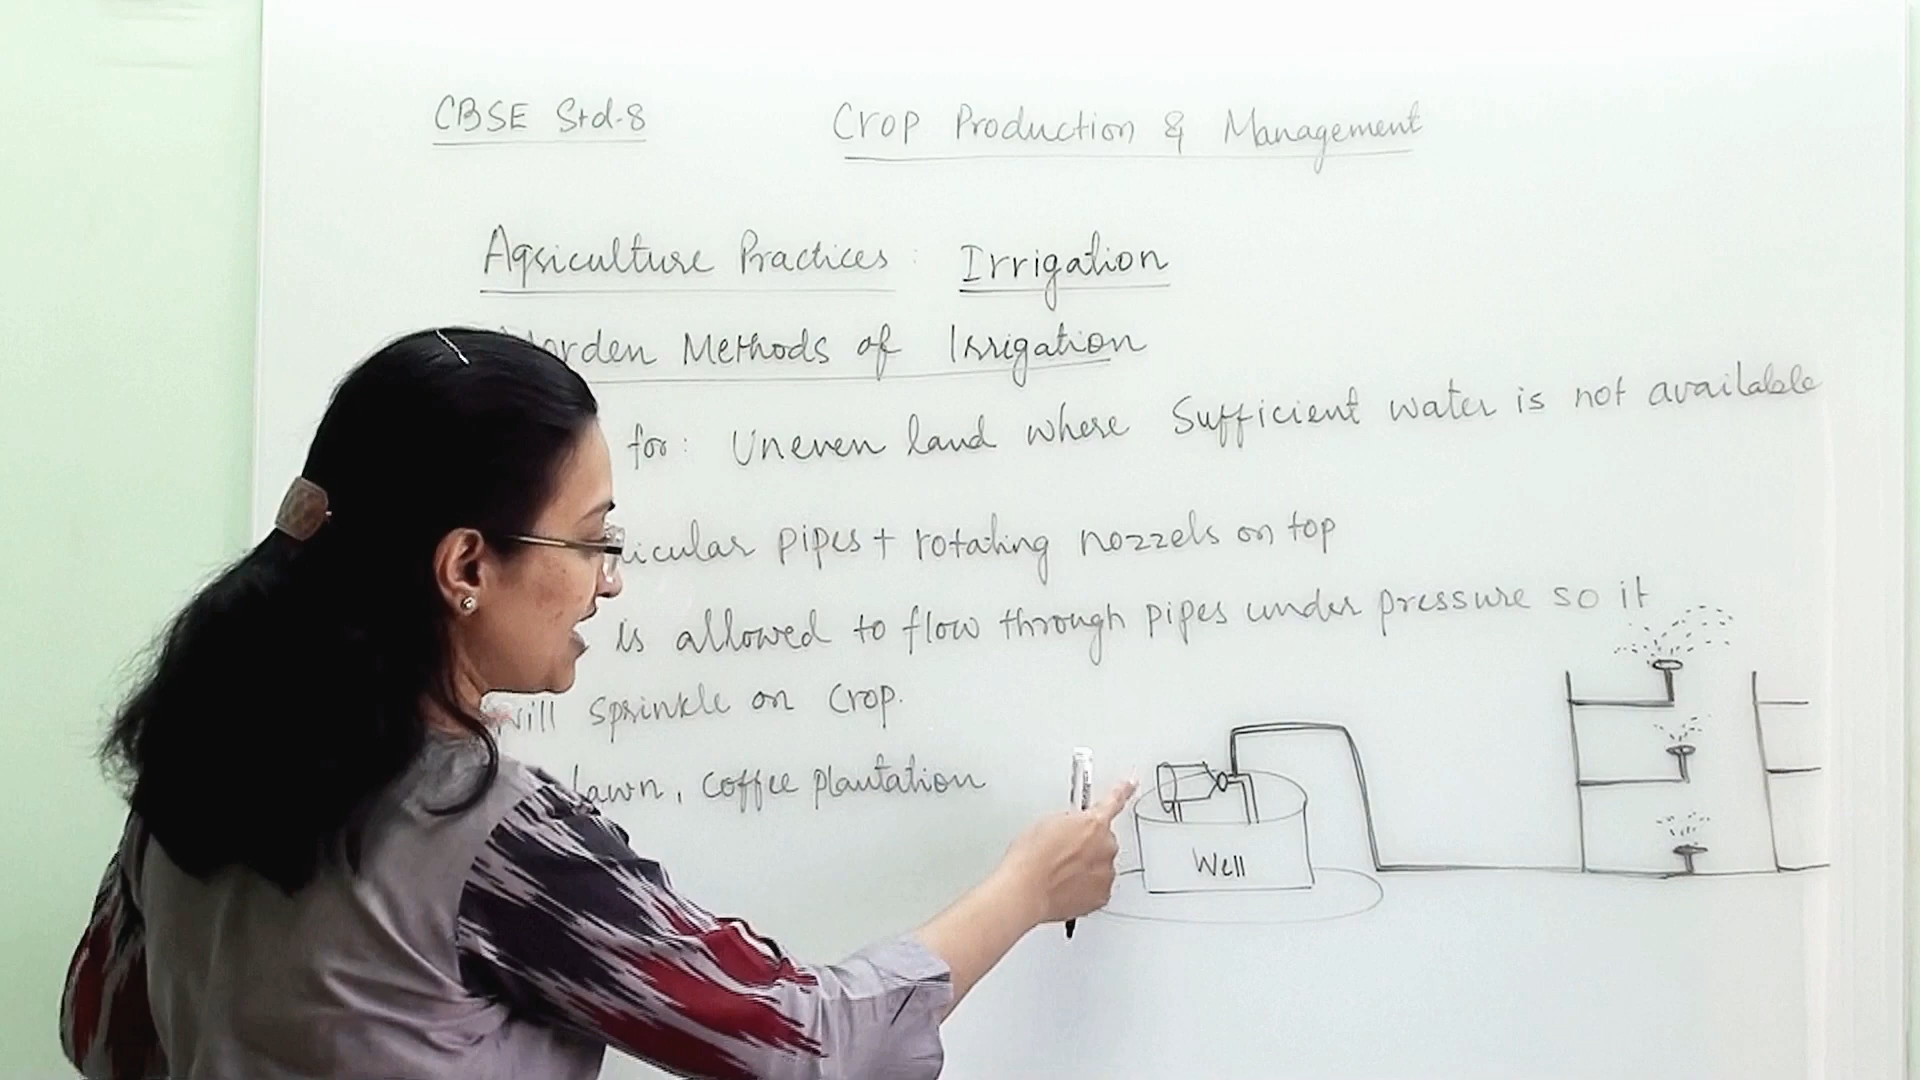 CBSE Std-8
Crop Production & Management
Agriculture Practices : Irrigation
Methods of Irrigation
for: Uneven land where Sufficient water is not available
pipes + rotating nozzels on top
is allowed to flow through pipes under pressure so it
will sprinkle on crop.
lawn, coffee plantation
Well